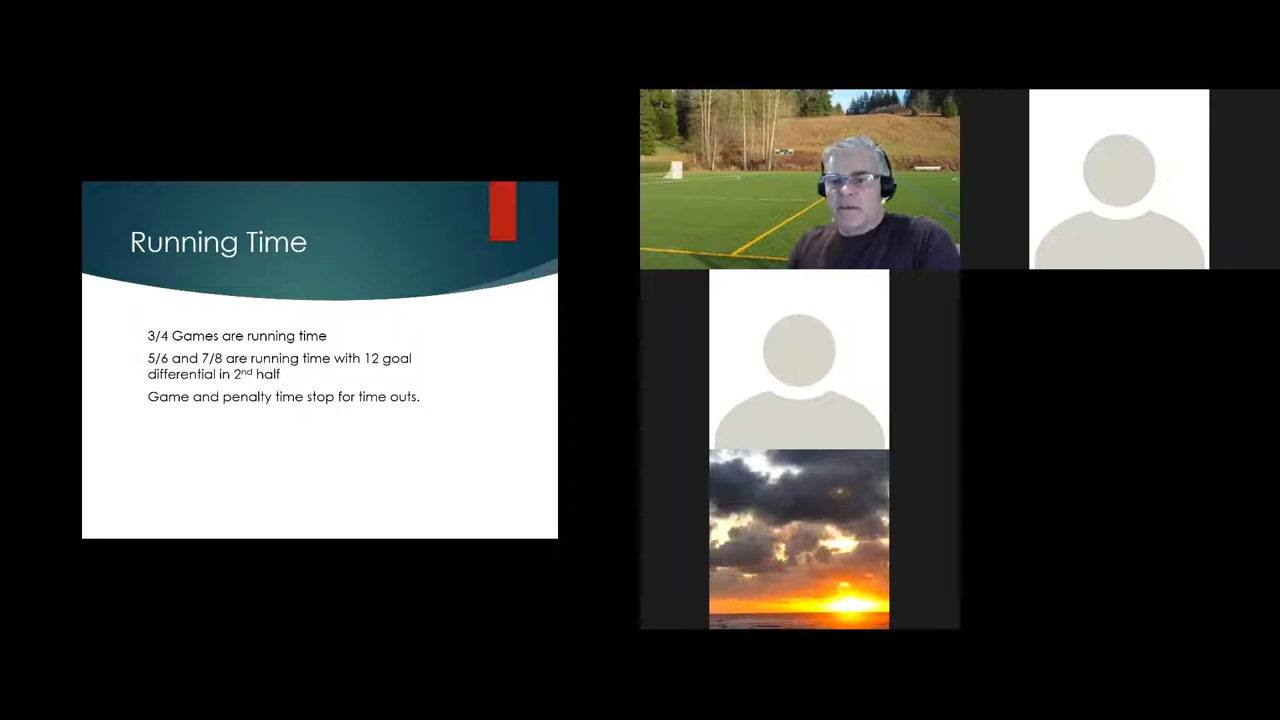 Running Time
3/4 Games are running time
5/6 and 7/8 are running time with 12 goal
differential in 2nd half
Game and penalty time stop for time outs.